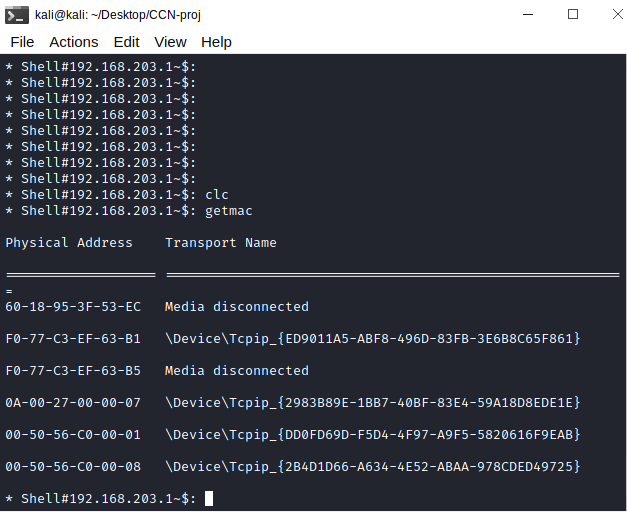 kali@kali: ~/Desktop/CCN-proj
File Actions Edit View Help
* Shell#192.168.203.1~$:
* Shell#192.168.203.1~$:
* Shell#192.168.203.1~$:
* Shell#192.168.203.1~$:
* Shell#192.168.203.1~$:
* Shell#192.168.203.1~$:
* Shell#192.168.203.1~$:
* Shell#192.168.203.1~$:
* Shell#192.168.203.1~$: clc
* Shell#192.168.203.1~$: getmac
Physical Address    Transport Name
=================== =========================================================
=
60-18-95-3F-53-EC   Media disconnected
F0-77-C3-EF-63-B1   \Device\Tcpip_{ED9011A5-ABF8-496D-83FB-3E6B8C65F861}
F0-77-C3-EF-63-B5   Media disconnected
0A-00-27-00-00-07   \Device\Tcpip_{2983B89E-1BB7-40BF-83E4-59A18D8EDE1E}
00-50-56-C0-00-01   \Device\Tcpip_{DD0FD69D-F5D4-4F97-A9F5-5820616F9EAB}
00-50-56-C0-00-08   \Device\Tcpip_{2B4D1D66-A634-4E52-ABAA-978CDED49725}
* Shell#192.168.203.1~$: